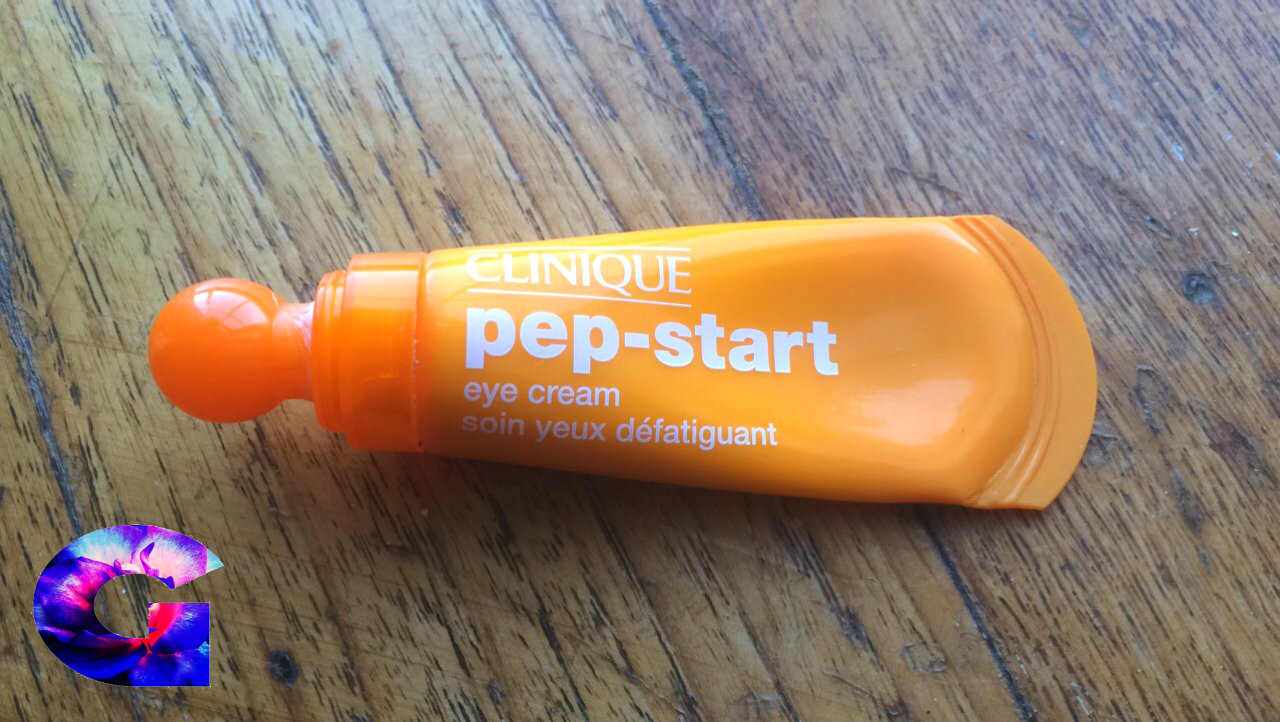 CLINIQUE
pep-start
eye cream
soin yeux défatiguant
G